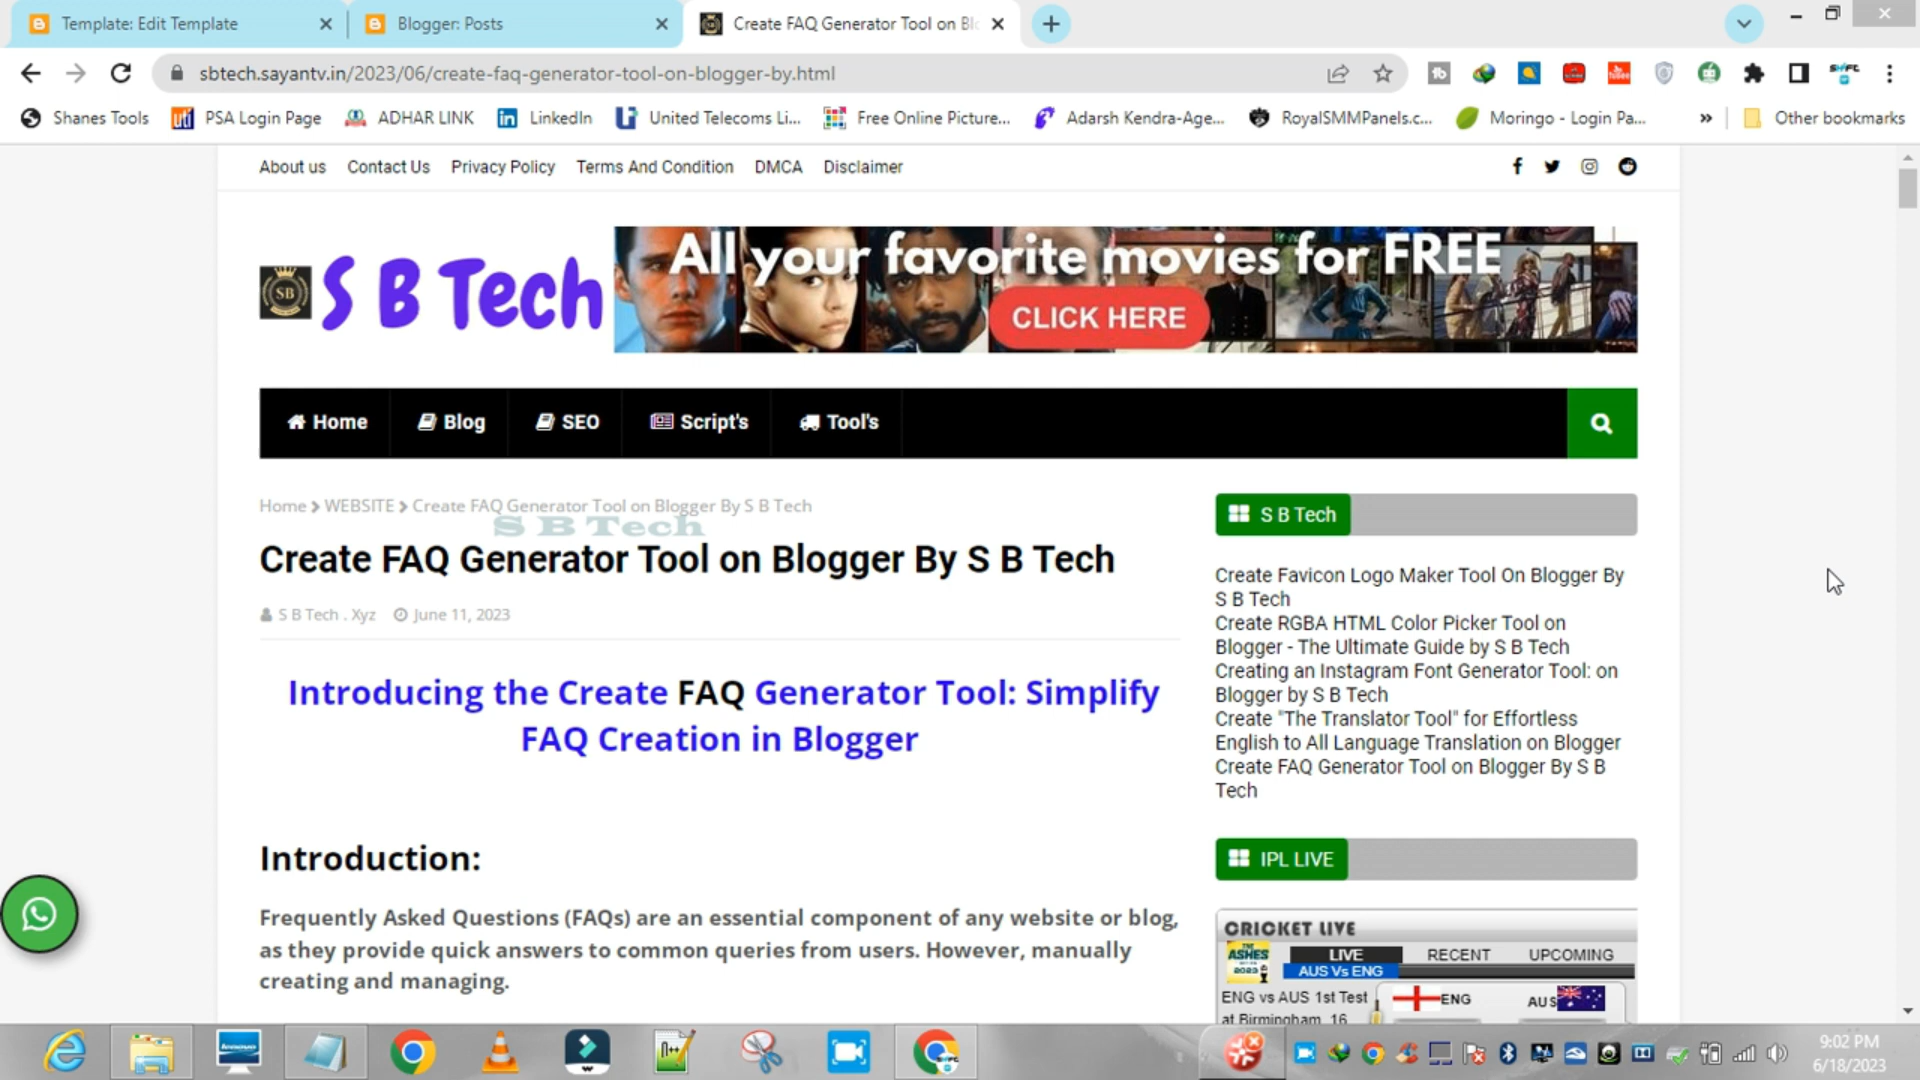 Template: Edit Template
Blogger: Posts
Create FAQ Generator Tool on Blo
sbtech.sayantv.in/2023/06/create-faq-generator-tool-on-blogger-by.html
Shanes Tools
uti PSA Login Page
ADHAR LINK
LinkedIn
United Telecoms Li...
Free Online Picture...
Adarsh Kendra-Age...
RoyalSMMPanels.c...
Moringo - Login Pa...
»
Other bookmarks
About us Contact Us Privacy Policy Terms And Condition DMCA Disclaimer
SB
S B Tech
All your favorite movies for FREE
CLICK HERE
Home
Blog
SEO
Script's
Tool's
Home > WEBSITE > Create FAQ Generator Tool on Blogger By S B Tech
S B Tech
Create FAQ Generator Tool on Blogger By S B Tech
S B Tech . Xyz June 11, 2023
Introducing the Create FAQ Generator Tool: Simplify
FAQ Creation in Blogger
Introduction:
Frequently Asked Questions (FAQs) are an essential component of any website or blog,
as they provide quick answers to common queries from users. However, manually
creating and managing.
S B Tech
Create Favicon Logo Maker Tool On Blogger By
S B Tech
Create RGBA HTML Color Picker Tool on
Blogger - The Ultimate Guide by S B Tech
Creating an Instagram Font Generator Tool: on
Blogger by S B Tech
Create "The Translator Tool" for Effortless
English to All Language Translation on Blogger
Create FAQ Generator Tool on Blogger By S B
Tech
IPL LIVE
CRICKET LIVE
THE ASHES 2023
LIVE RECENT UPCOMING
AUS Vs ENG
ENG vs AUS 1st Test
at Birmingham, 16
ENG
AUS
9:02 PM
6/18/2023